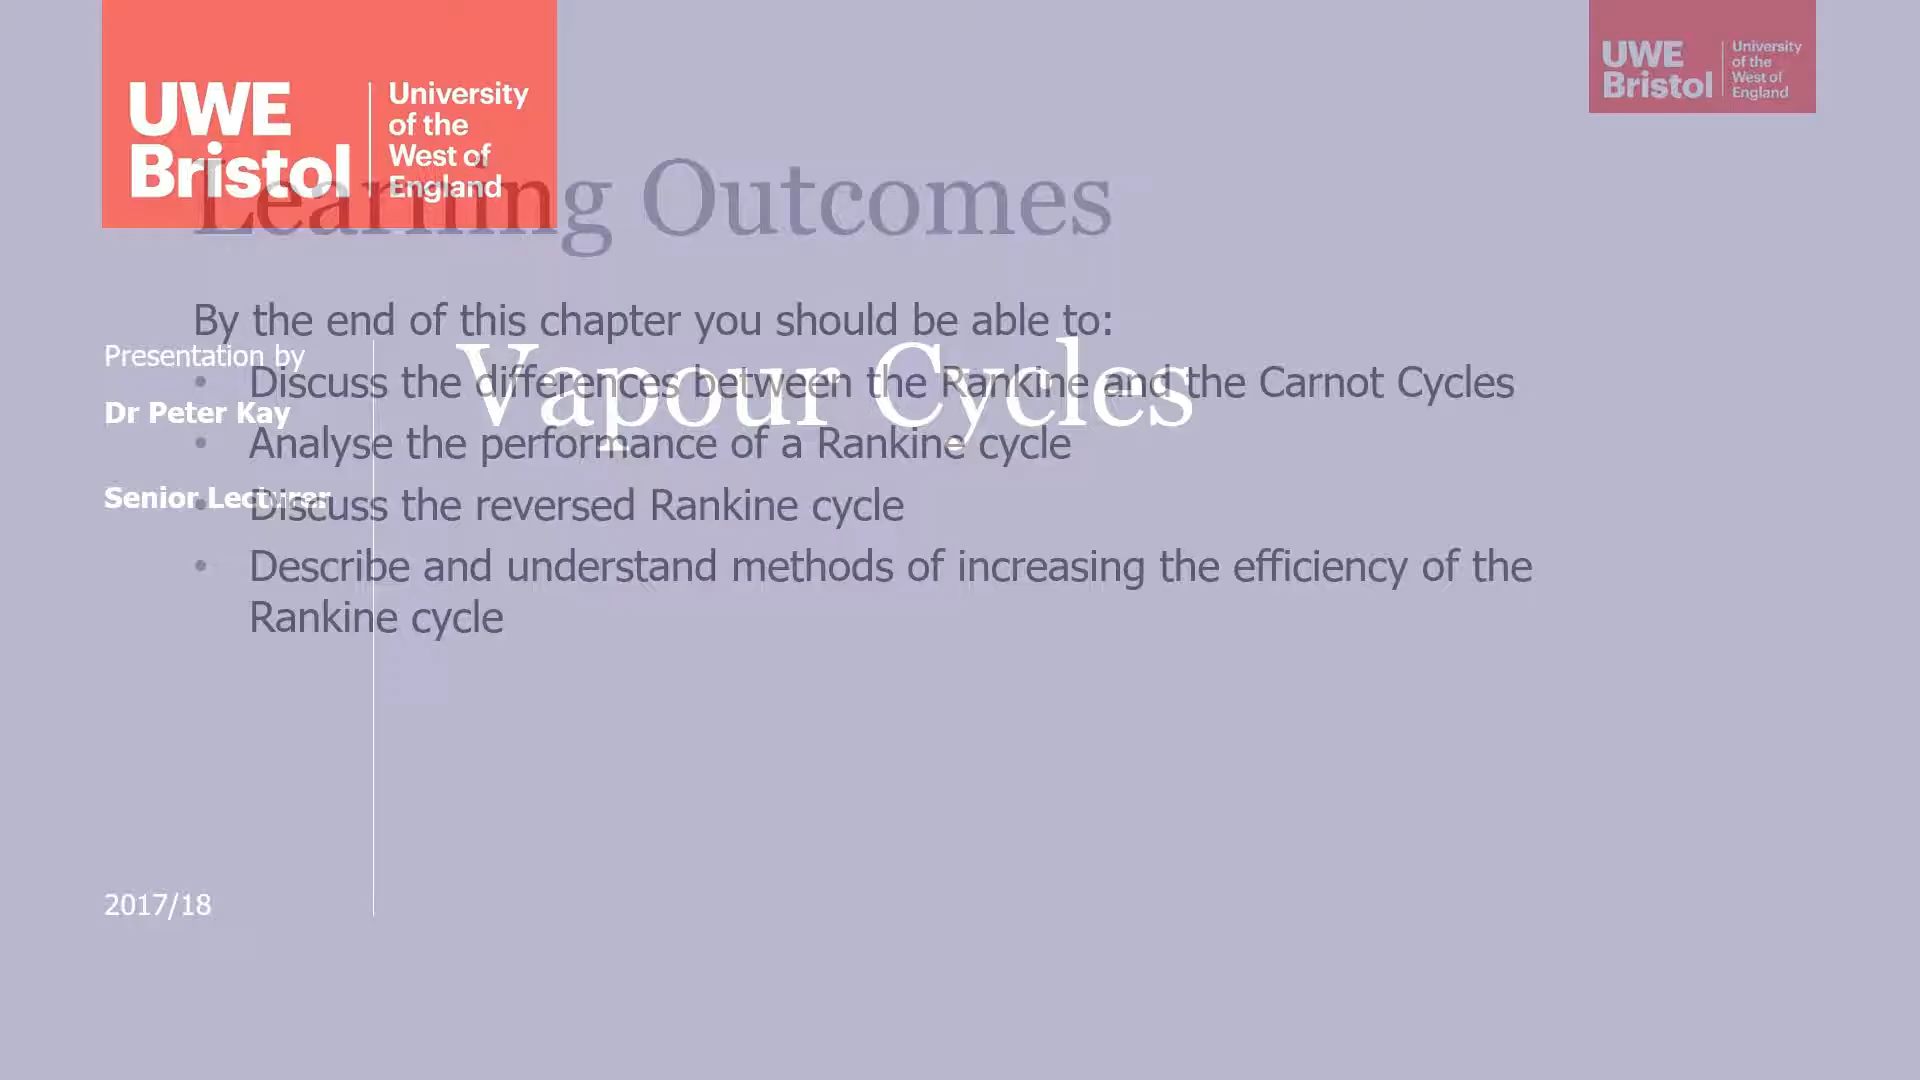 UWE
Bristol
University
of the
West of
England
UWE
Bristol
University
of the
West of
England
Learning Outcomes
By the end of this chapter you should be able to:
• Discuss the differences between the Rankine and the Carnot Cycles
• Analyse the performance of a Rankine cycle
• Discuss the reversed Rankine cycle
• Describe and understand methods of increasing the efficiency of the
Rankine cycle
Presentation by
Dr Peter Kay
Senior Lecturer
Vapour Cycles
2017/18